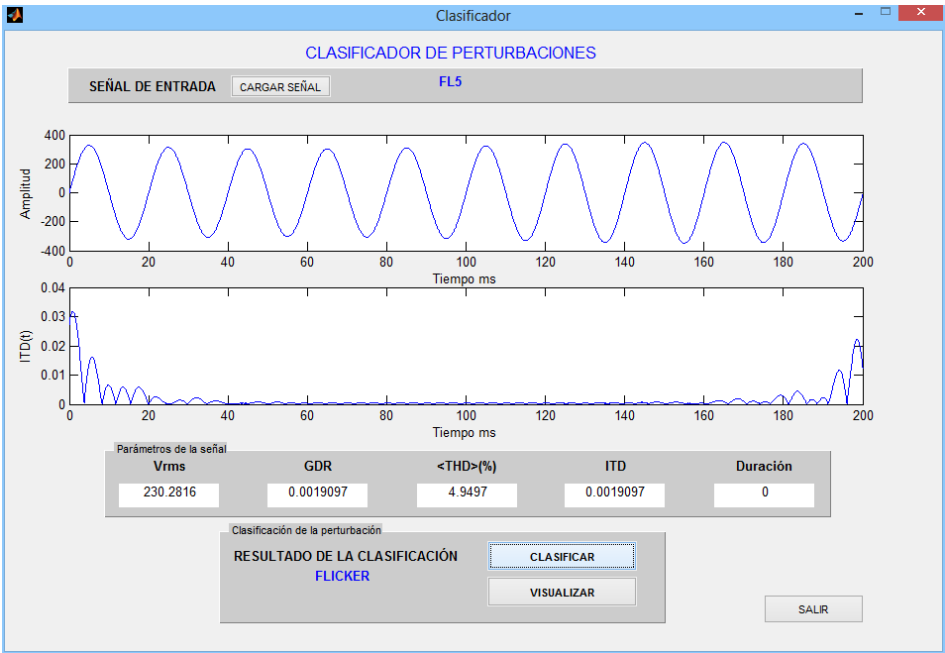 Clasificador
CLASIFICADOR DE PERTURBACIONES
SEÑAL DE ENTRADA CARGAR SEÑAL FL5
400
200
0
-200
-400
Amplitud
0 20 40 60 80 100 120 140 160 180 200
Tiempo ms
0.04
0.03
0.02
0.01
0
ITD(t)
0 20 40 60 80 100 120 140 160 180 200
Tiempo ms
Parámetros de la señal
Vrms GDR <THD>(%) ITD Duración
230.2816 0.0019097 4.9497 0.0019097 0
Clasificación de la perturbación
RESULTADO DE LA CLASIFICACIÓN CLASIFICAR
FLICKER
VISUALIZAR
SALIR